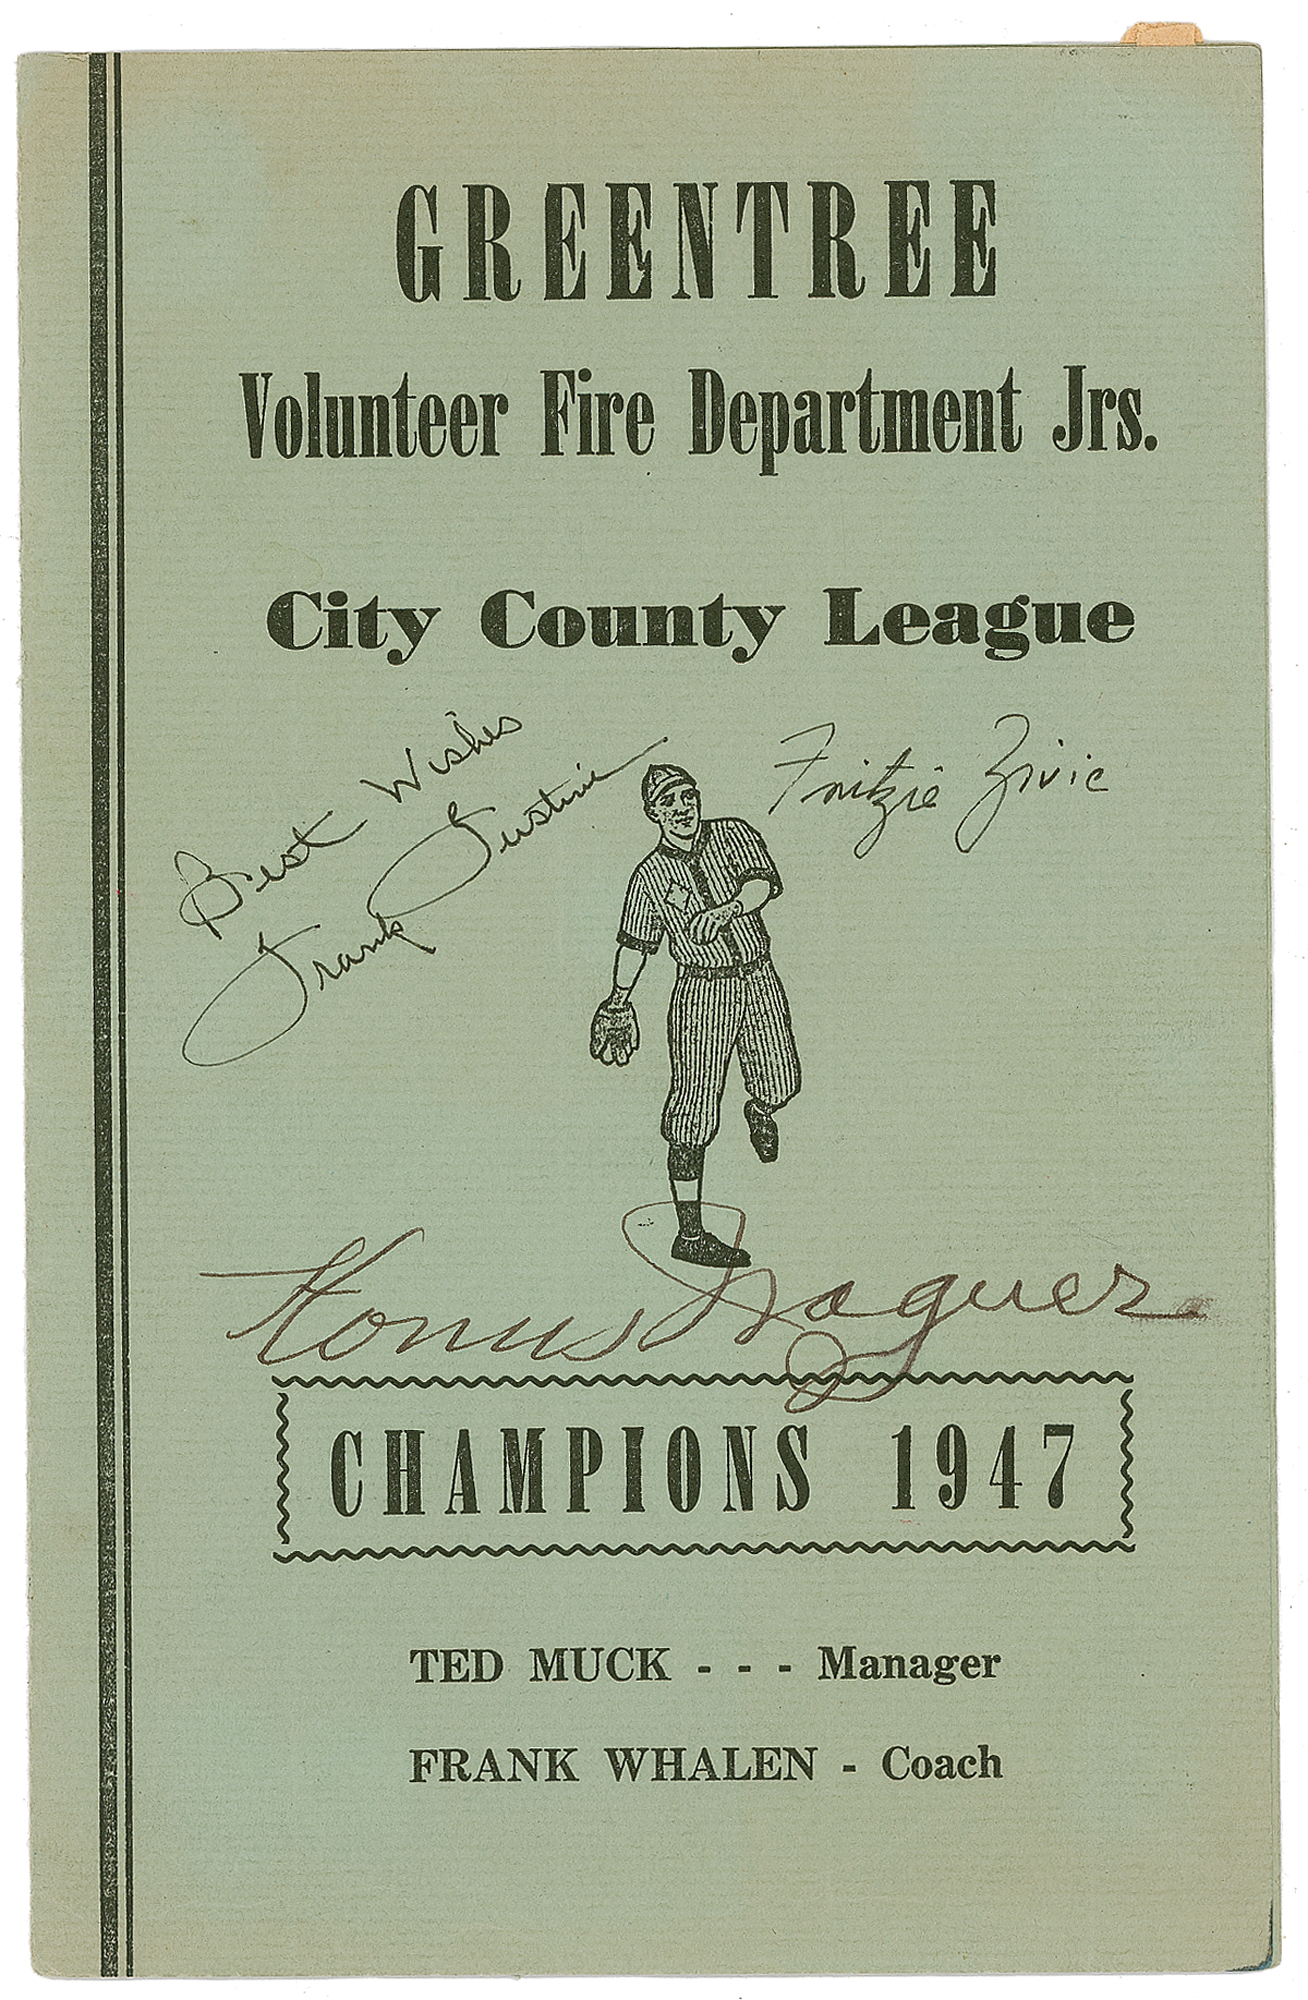 GREENTREE
Volunteer Fire Department Jrs.
City County League
Best Wishes
Frank Gustine
Fritzie Zivic
Honus Wagner
CHAMPIONS 1947
TED MUCK - - - Manager
FRANK WHALEN - Coach